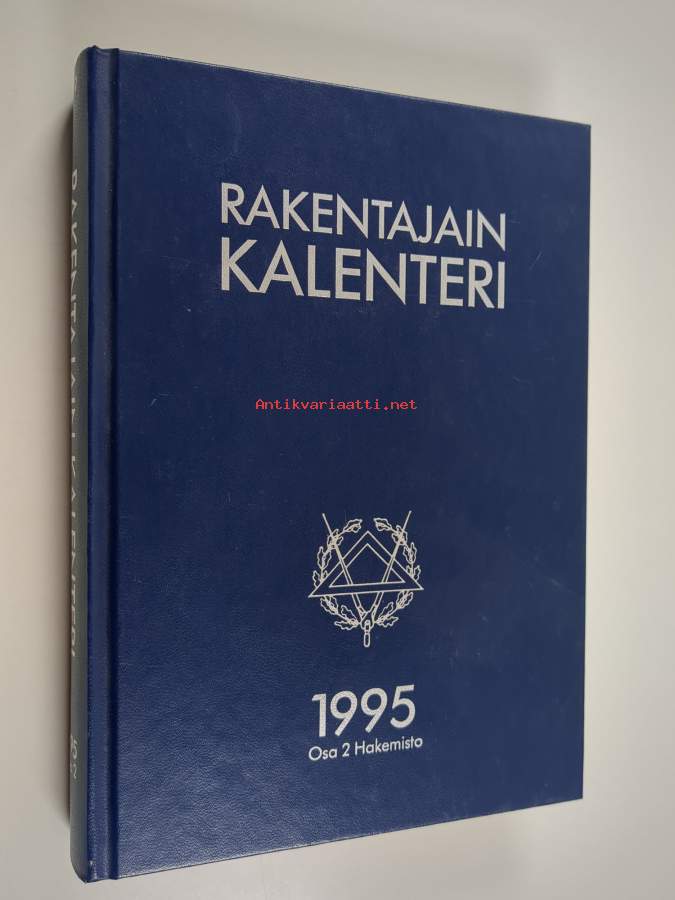 RAKENTAJAIN
KALENTERI
Antikvariaatti.net
1995
Osa 2 Hakemisto
RAKENTAJAIN KALENTERI